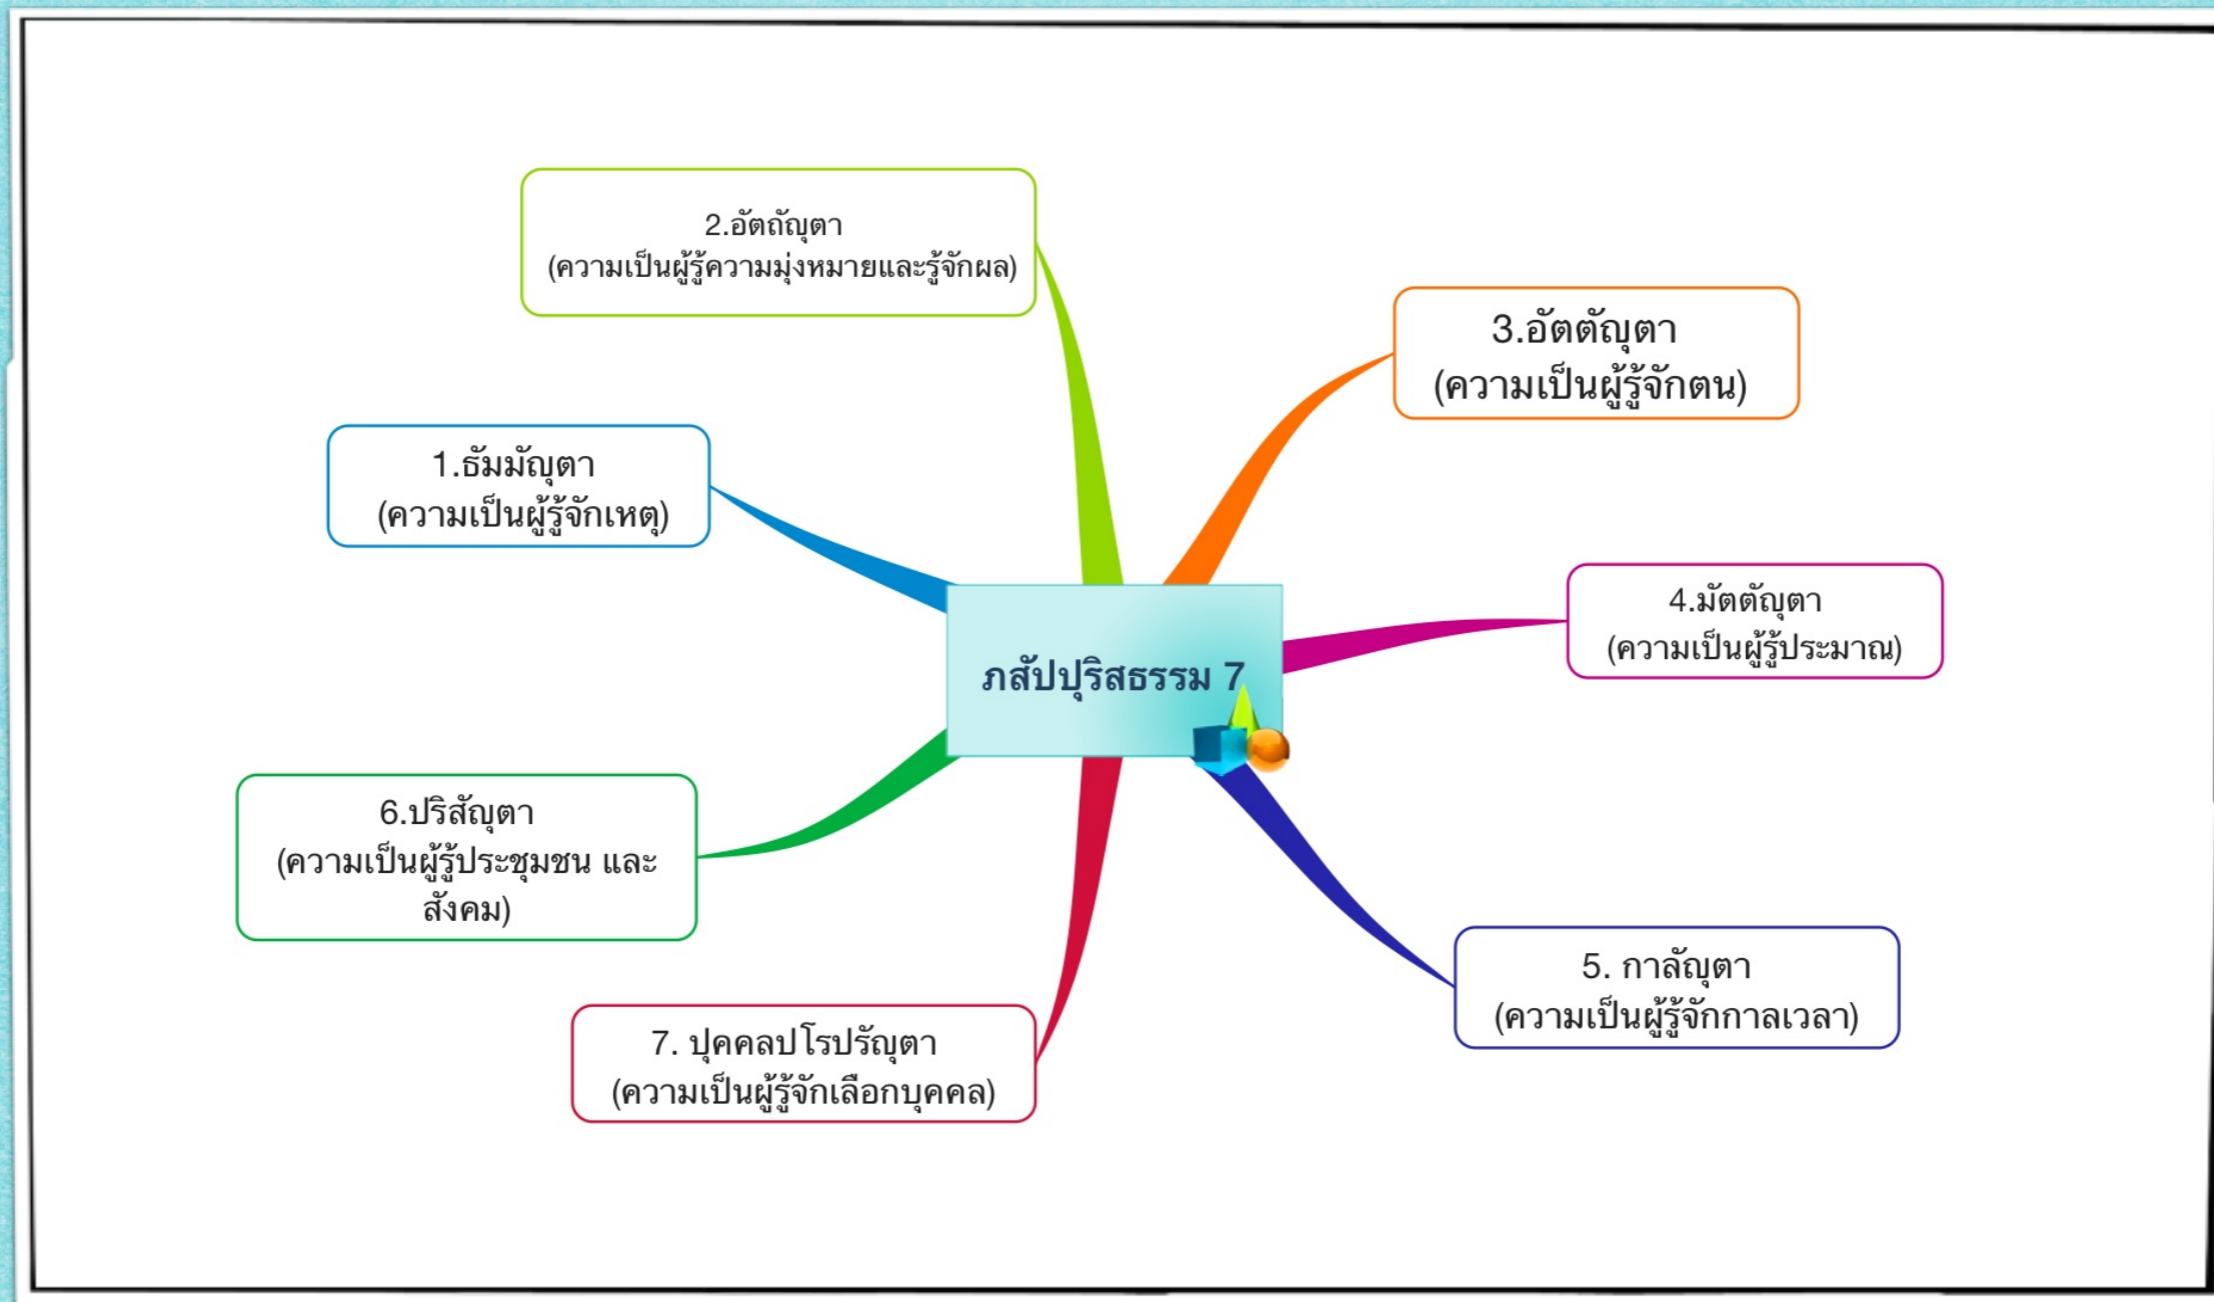 2.อัตถัญุตา
(ความเป็นผู้รู้ความมุ่งหมายและรู้จักผล)
3.อัตตัญุตา
(ความเป็นผู้รู้จักตน)
1.ธัมมัญุตา
(ความเป็นผู้รู้จักเหตุ)
4.มัตตัญุตา
(ความเป็นผู้รู้ประมาณ)
ภสัปปุริสธรรม 7
6.ปริสัญุตา
(ความเป็นผู้รู้ประชุมชน และ
สังคม)
5. กาลัญุตา
(ความเป็นผู้รู้จักกาลเวลา)
7. ปุคคลปโรปรัญุตา
(ความเป็นผู้รู้จักเลือกบุคคล)